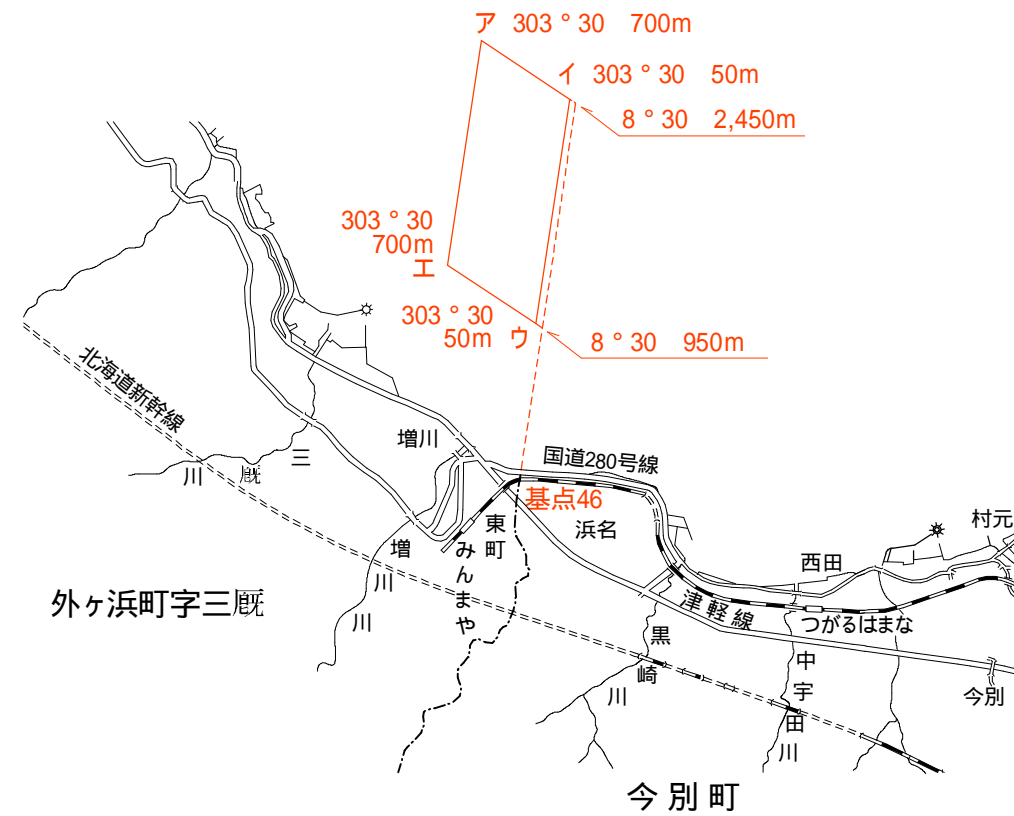 ア 303°30 700m
イ 303°30 50m
8°30 2,450m
303°30
700m
エ
303°30
50m ウ
8°30 950m
北海道新幹線
増川
国道280号線
基点46
三厩川
東町
浜名
みんまや
増川川
村元
西田
津軽線
つがるはまな
外ヶ浜町字三厩
黒崎川
中宇田川
今別
今別町